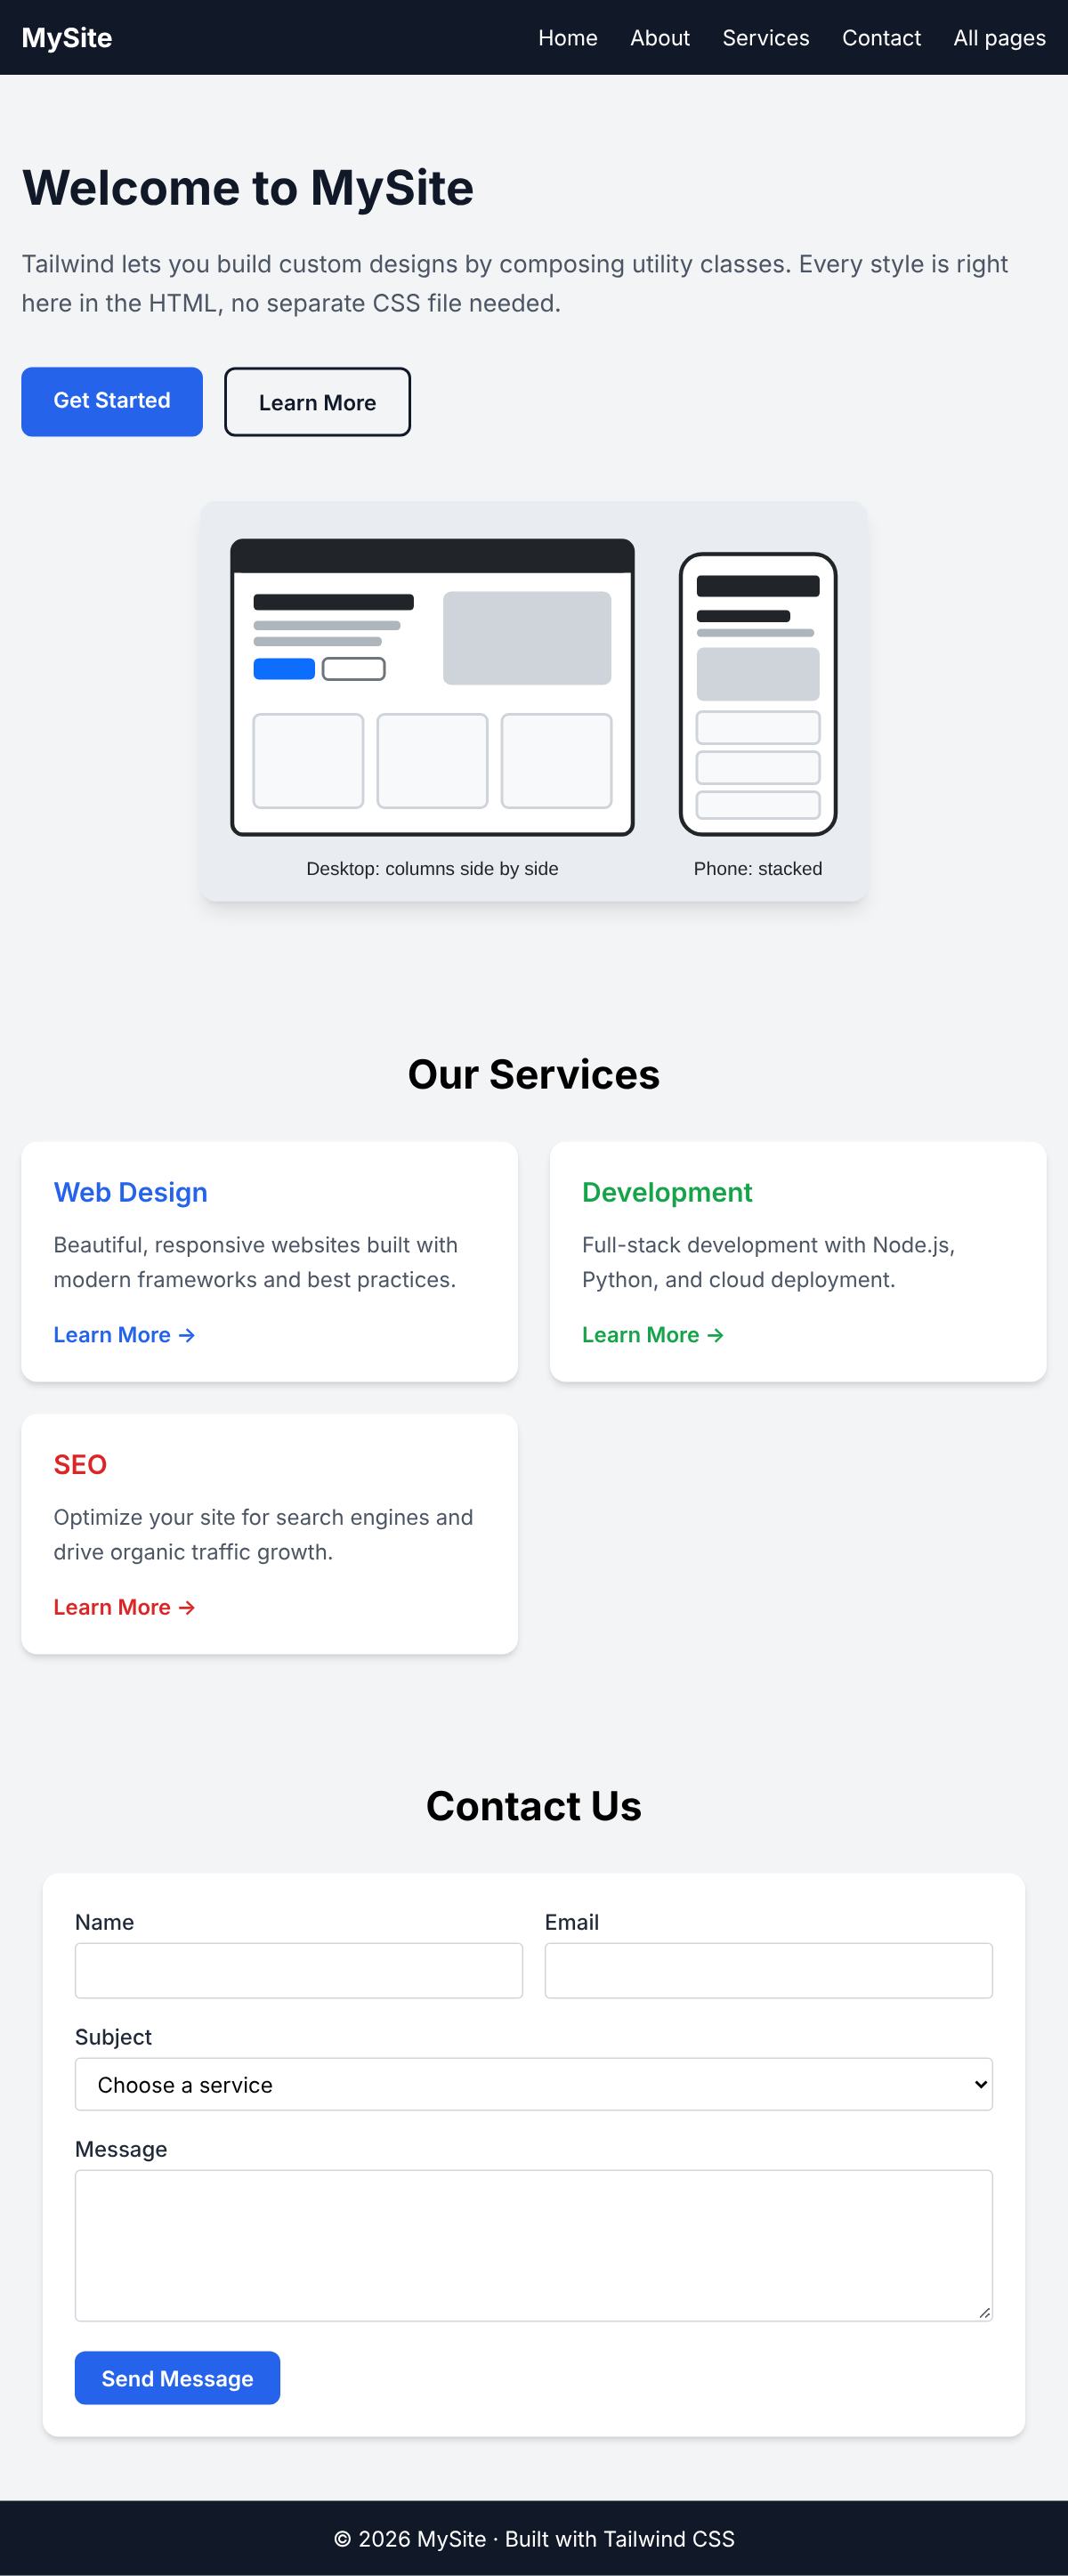 MySite
Home About Services Contact All pages
Welcome to MySite
Tailwind lets you build custom designs by composing utility classes. Every style is right
here in the HTML, no separate CSS file needed.
Get Started Learn More
Desktop: columns side by side Phone: stacked
Our Services
Web Design
Beautiful, responsive websites built with
modern frameworks and best practices.
Learn More →
Development
Full-stack development with Node.js,
Python, and cloud deployment.
Learn More →
SEO
Optimize your site for search engines and
drive organic traffic growth.
Learn More →
Contact Us
Name
Email
Subject
Choose a service
Message
Send Message
© 2026 MySite · Built with Tailwind CSS